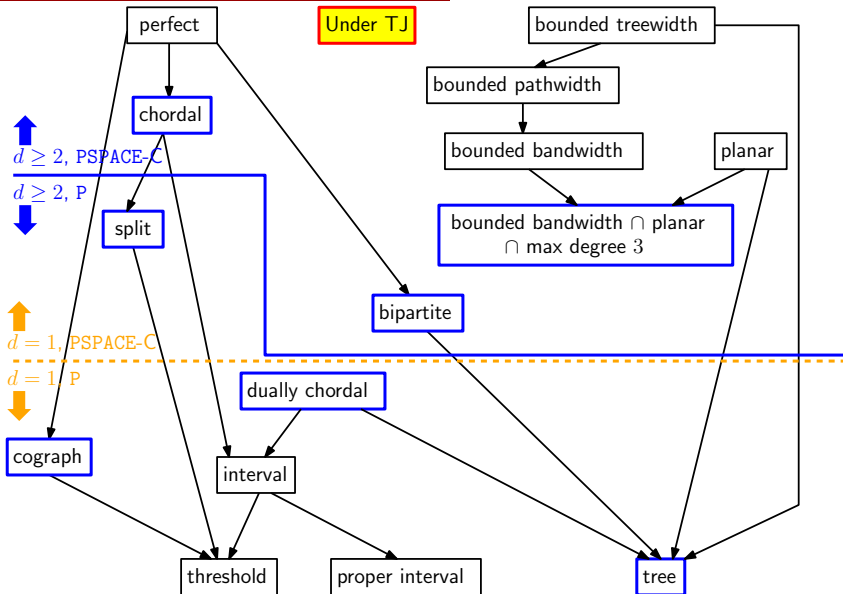 perfect
Under TJ
bounded treewidth
bounded pathwidth
chordal
d ≥ 2, PSPACE-C
bounded bandwidth
planar
d ≥ 2, P
split
bounded bandwidth ∩ planar
∩ max degree 3
bipartite
d = 1, PSPACE-C
d = 1, P
dually chordal
cograph
interval
threshold
proper interval
tree